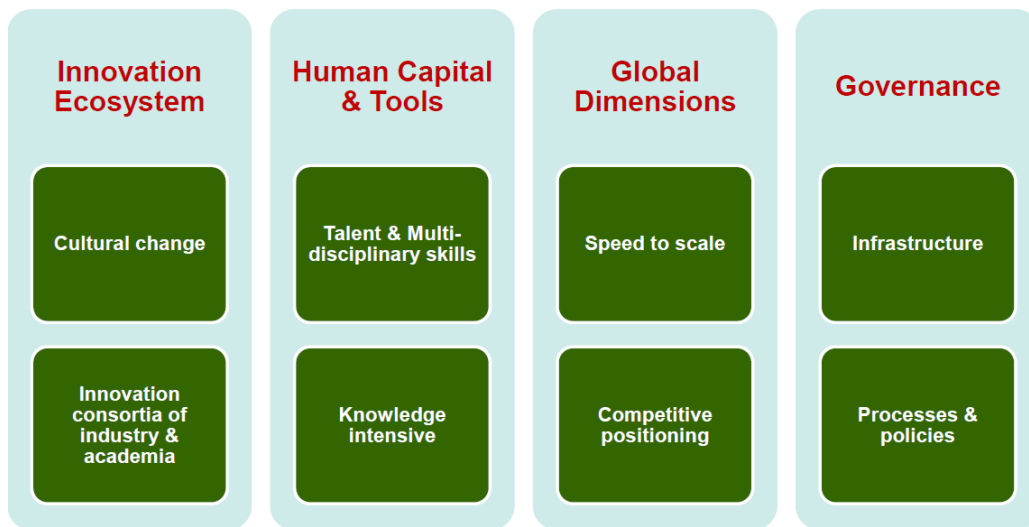 Innovation
Ecosystem
Cultural change
Innovation
consortia of
industry &
academia
Human Capital
& Tools
Talent & Multi-
disciplinary skills
Knowledge
intensive
Global
Dimensions
Speed to scale
Competitive
positioning
Governance
Infrastructure
Processes &
policies